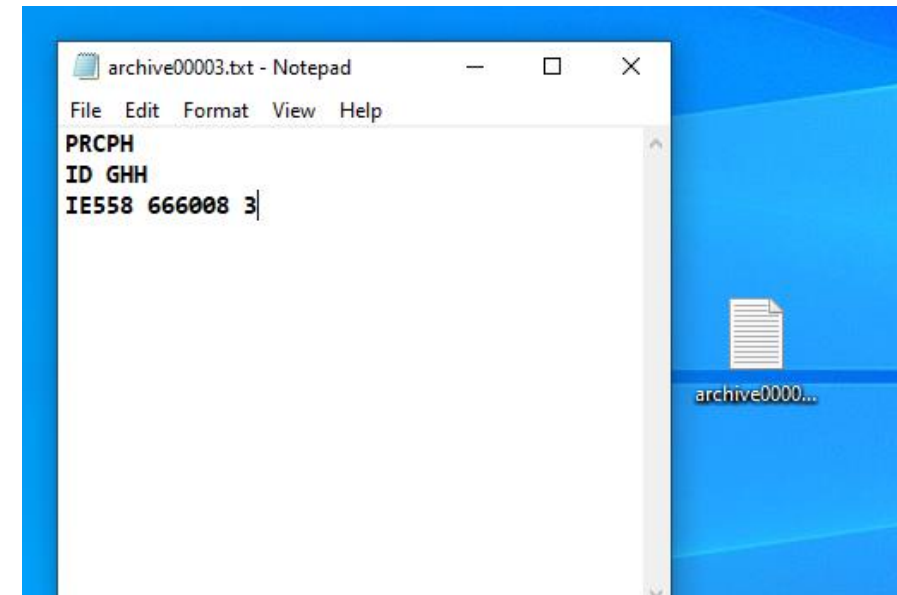 archive00003.txt - Notepad
File Edit Format View Help
PRCPH
ID GHH
IE558 666008 3
archive0000...